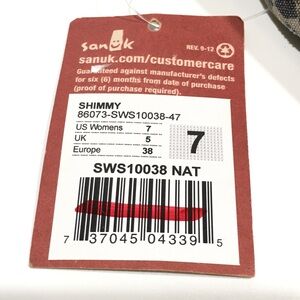 sanuk
REV. 6-12
sanuk.com/customercare
Guaranteed against manufacturer's defects
for six (6) months from date of purchase
(proof of purchase required).
SHIMMY
86073-SWS10038-47
US Womens 7
UK 5
Europe 38
7
SWS10038 NAT
7 37045 04339 5